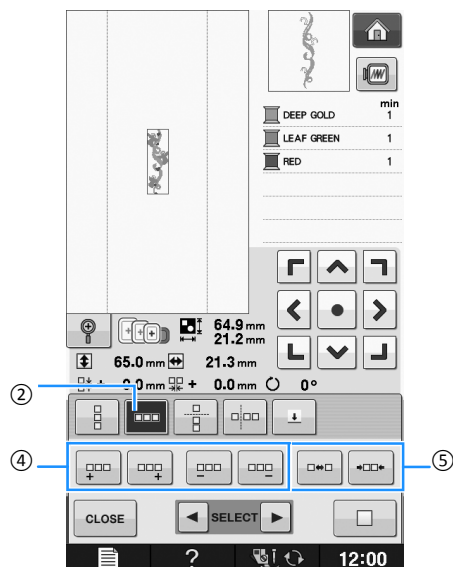 min
DEEP GOLD 1
LEAF GREEN 1
RED 1
64.9 mm
21.2 mm
65.0 mm 21.3 mm
+ 0.0 mm + 0.0 mm 0°
②
④
⑤
CLOSE SELECT
? 12:00